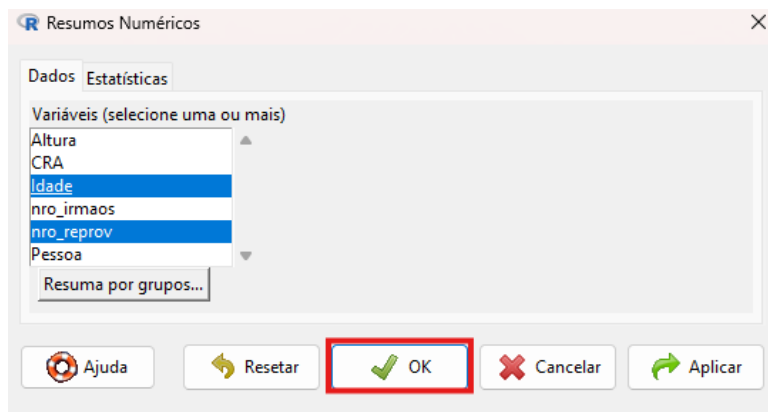 R Resumos Numéricos
Dados Estatísticas
Variáveis (selecione uma ou mais)
Altura
CRA
Idade
nro_irmaos
nro_reprov
Pessoa
Resuma por grupos...
Ajuda Resetar OK Cancelar Aplicar